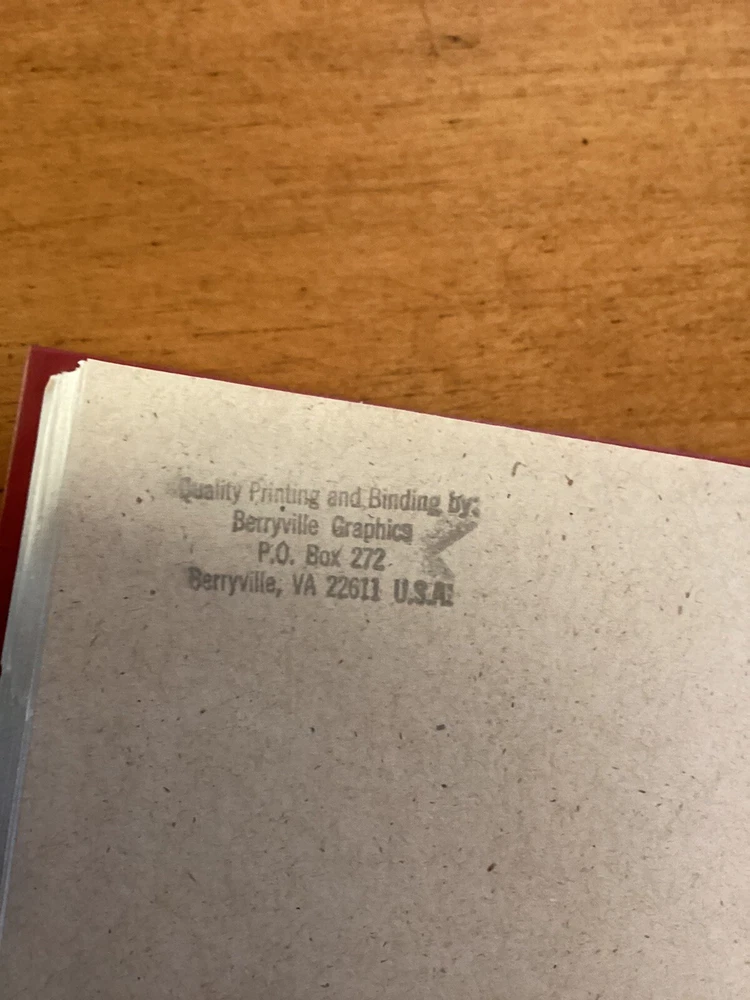 Quality Printing and Binding by:
Berryville Graphics
P.O. Box 272
Berryville, VA 22611 U.S.A.